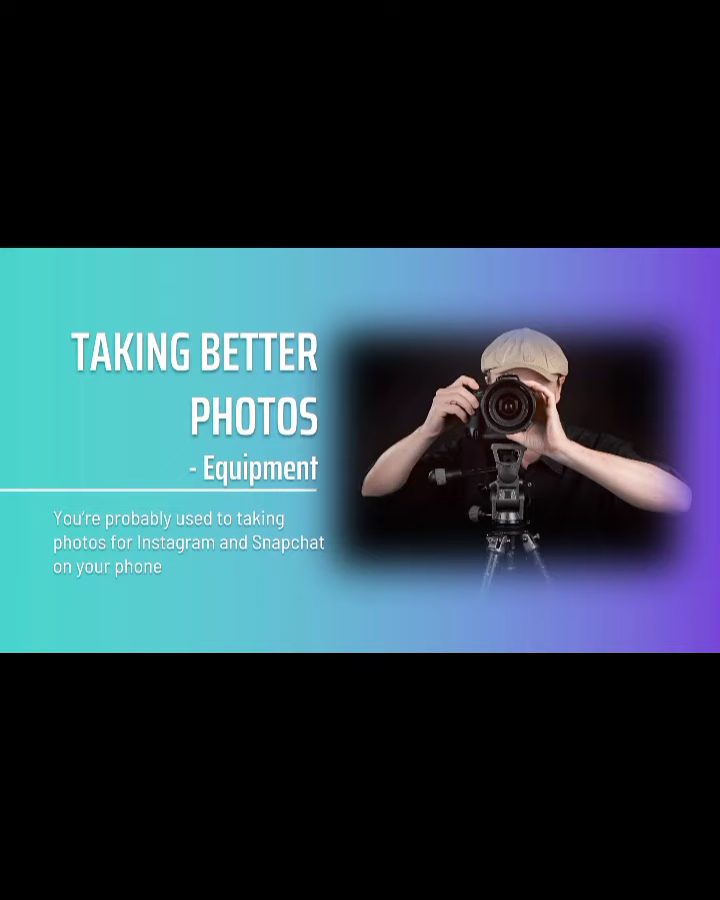 TAKING BETTER
PHOTOS
- Equipment
You're probably used to taking
photos for Instagram and Snapchat
on your phone